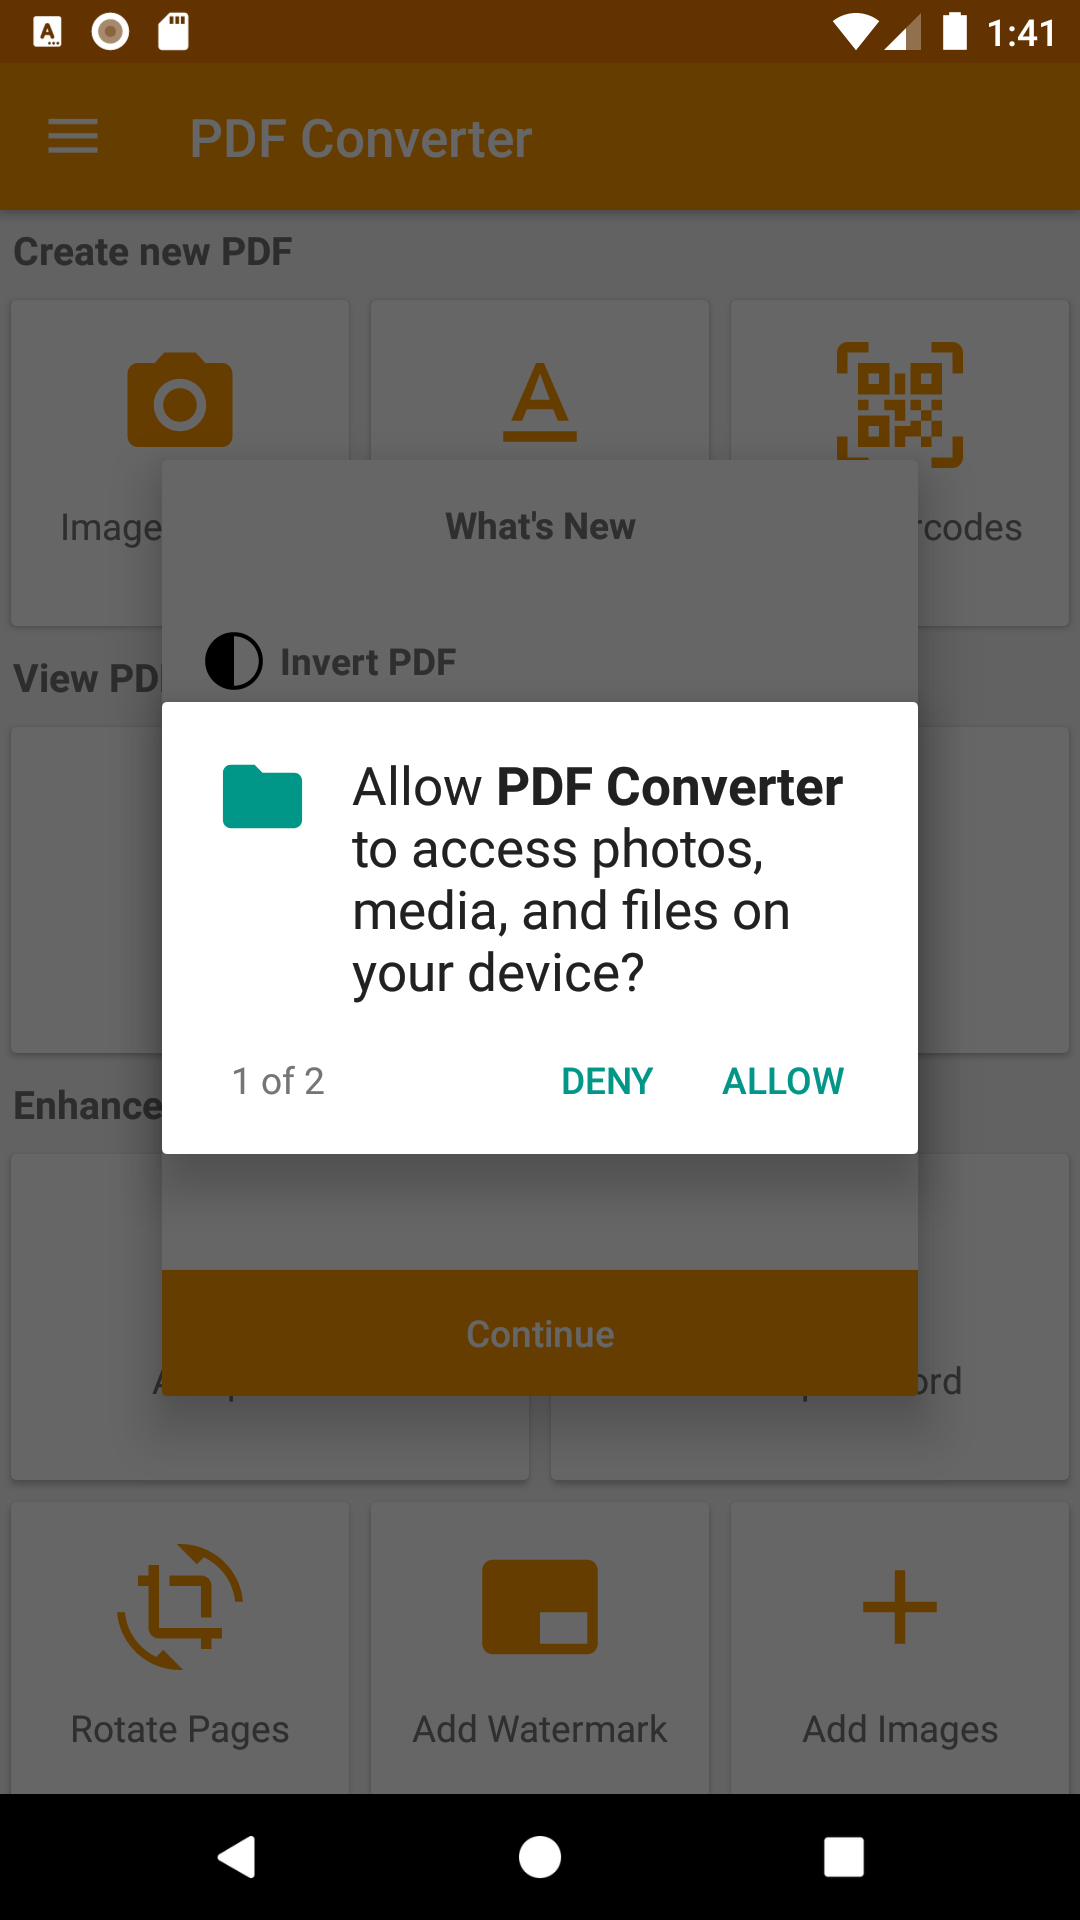 1:41
PDF Converter
Create new PDF
Image
rcodes
What's New
Invert PDF
View PD
Allow PDF Converter
to access photos,
media, and files on
your device?
1 of 2
DENY
ALLOW
Enhance
Continue
ord
Rotate Pages
Add Watermark
Add Images